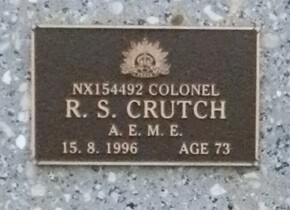 NX154492 COLONEL
R. S. CRUTCH
A. E. M. E.
15. 8. 1996 AGE 73